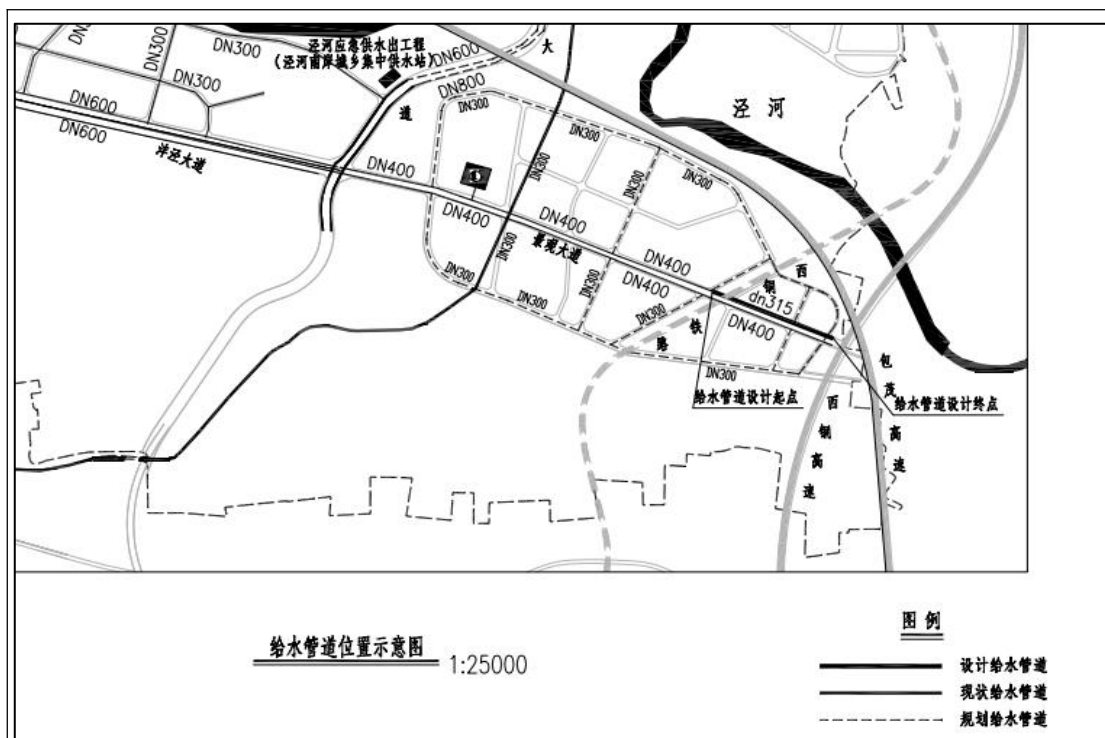 DN300
DN300
DN300
泾河应急供水出工程
(泾河南岸城乡集中供水站)
DN600
大
DN300
DN800
道
DN300
泾河
DN600
DN600
沣泾大道
DN400
DN300
DN300
DN300
DN300
DN400
DN400
景观大道
DN300
DN400
DN300
DN300
DN300
DN400
西
银
dn315
DN300
铁
路
DN400
DN300
给水管道设计起点
给水管道设计终点
包茂高速
西铜高速
给水管道位置示意图 1:25000
图例
设计给水管道
现状给水管道
规划给水管道